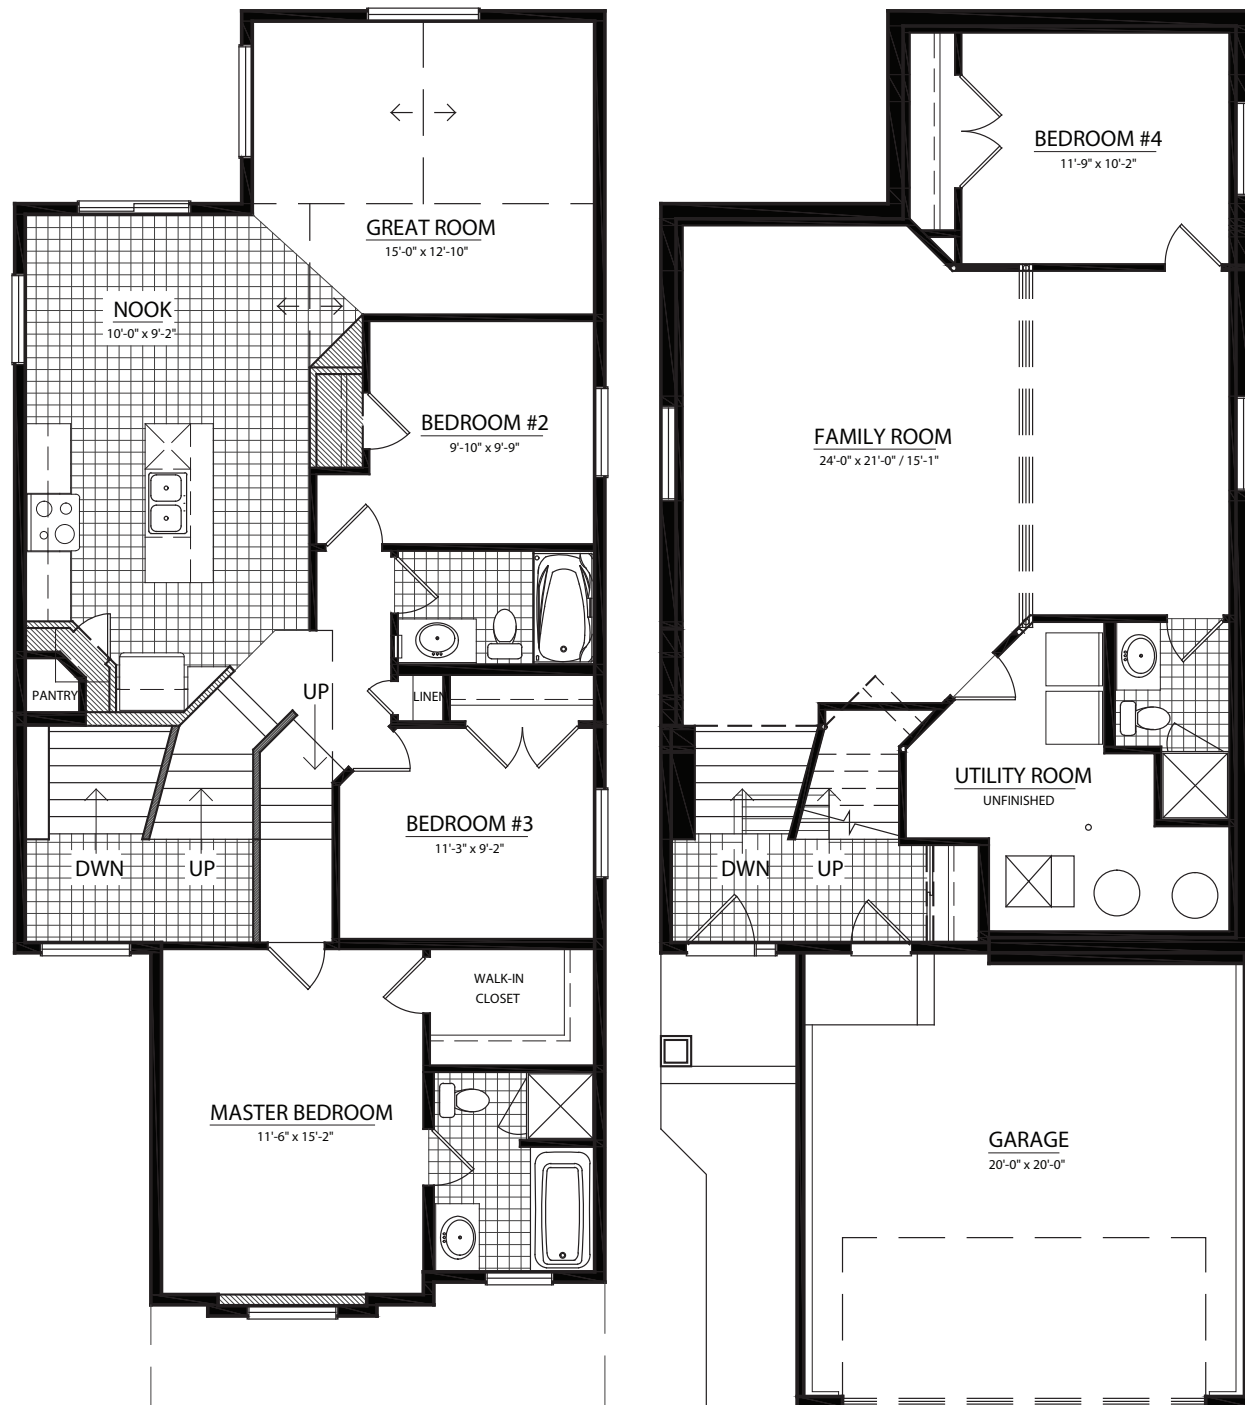 GREAT ROOM
15'-0" x 12'-10"
NOOK
10'-0" x 9'-2"
BEDROOM #2
9'-10" x 9'-9"
PANTRY
UP
LINEN
BEDROOM #3
11'-3" x 9'-2"
DWN
UP
WALK-IN
CLOSET
MASTER BEDROOM
11'-6" x 15'-2"
BEDROOM #4
11'-9" x 10'-2"
FAMILY ROOM
24'-0" x 21'-0" / 15'-1"
UTILITY ROOM
UNFINISHED
DWN
UP
GARAGE
20'-0" x 20'-0"